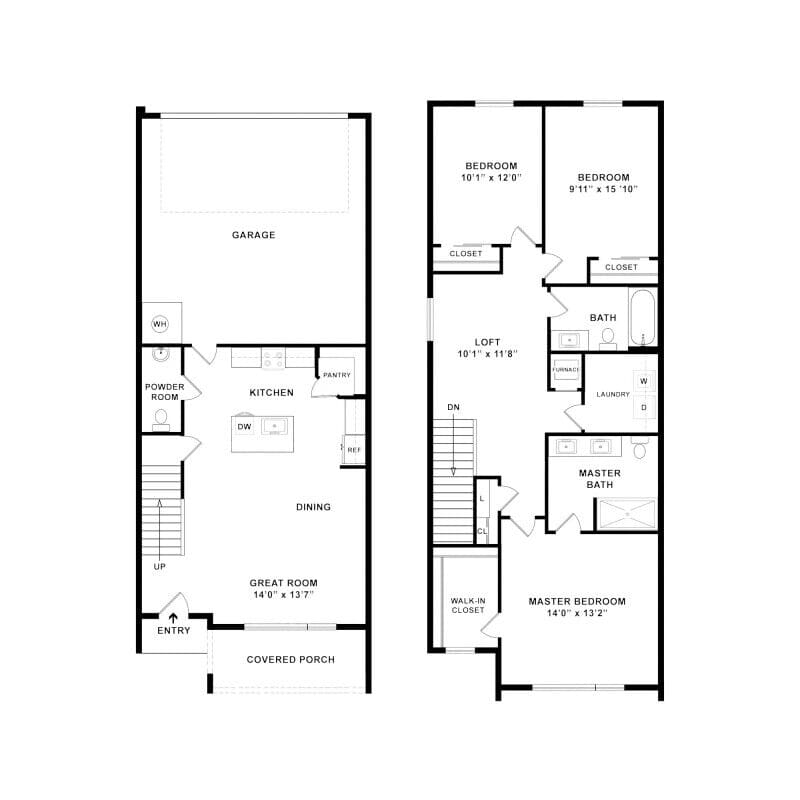 GARAGE
WH
POWDER
ROOM
KITCHEN
PANTRY
DW
REF
DINING
UP
GREAT ROOM
14'0" x 13'7"
ENTRY
COVERED PORCH
BEDROOM
10'1" x 12'0"
BEDROOM
9'11" x 15 '10"
CLOSET
CLOSET
BATH
LOFT
10'1" x 11'8"
FURNACE
W
LAUNDRY
D
DN
MASTER
BATH
L
CL
WALK-IN
CLOSET
MASTER BEDROOM
14'0" x 13'2"